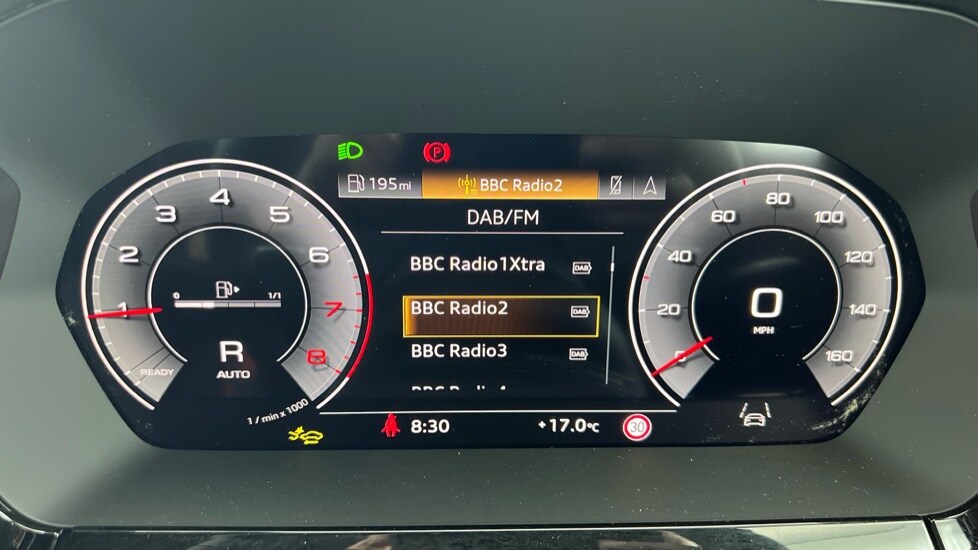 195 mi
BBC Radio2
DAB/FM
BBC Radio1Xtra DAB
BBC Radio2 DAB
BBC Radio3 DAB
1 2 3 4 5 6 7 8
0 1/1
R
AUTO
READY
1 / min x 1000
P
0 20 40 60 80 100 120 140 160
0
MPH
8:30
+17.0°C
30